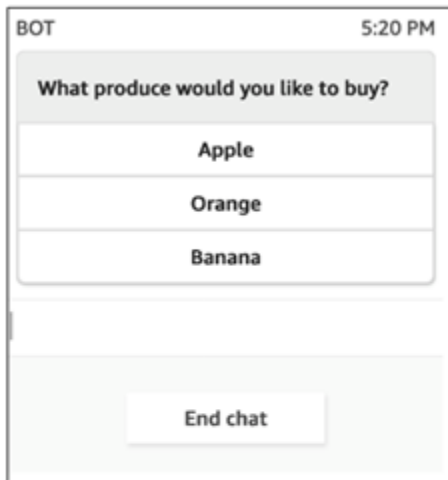 BOT 5:20 PM
What produce would you like to buy?
Apple
Orange
Banana
End chat